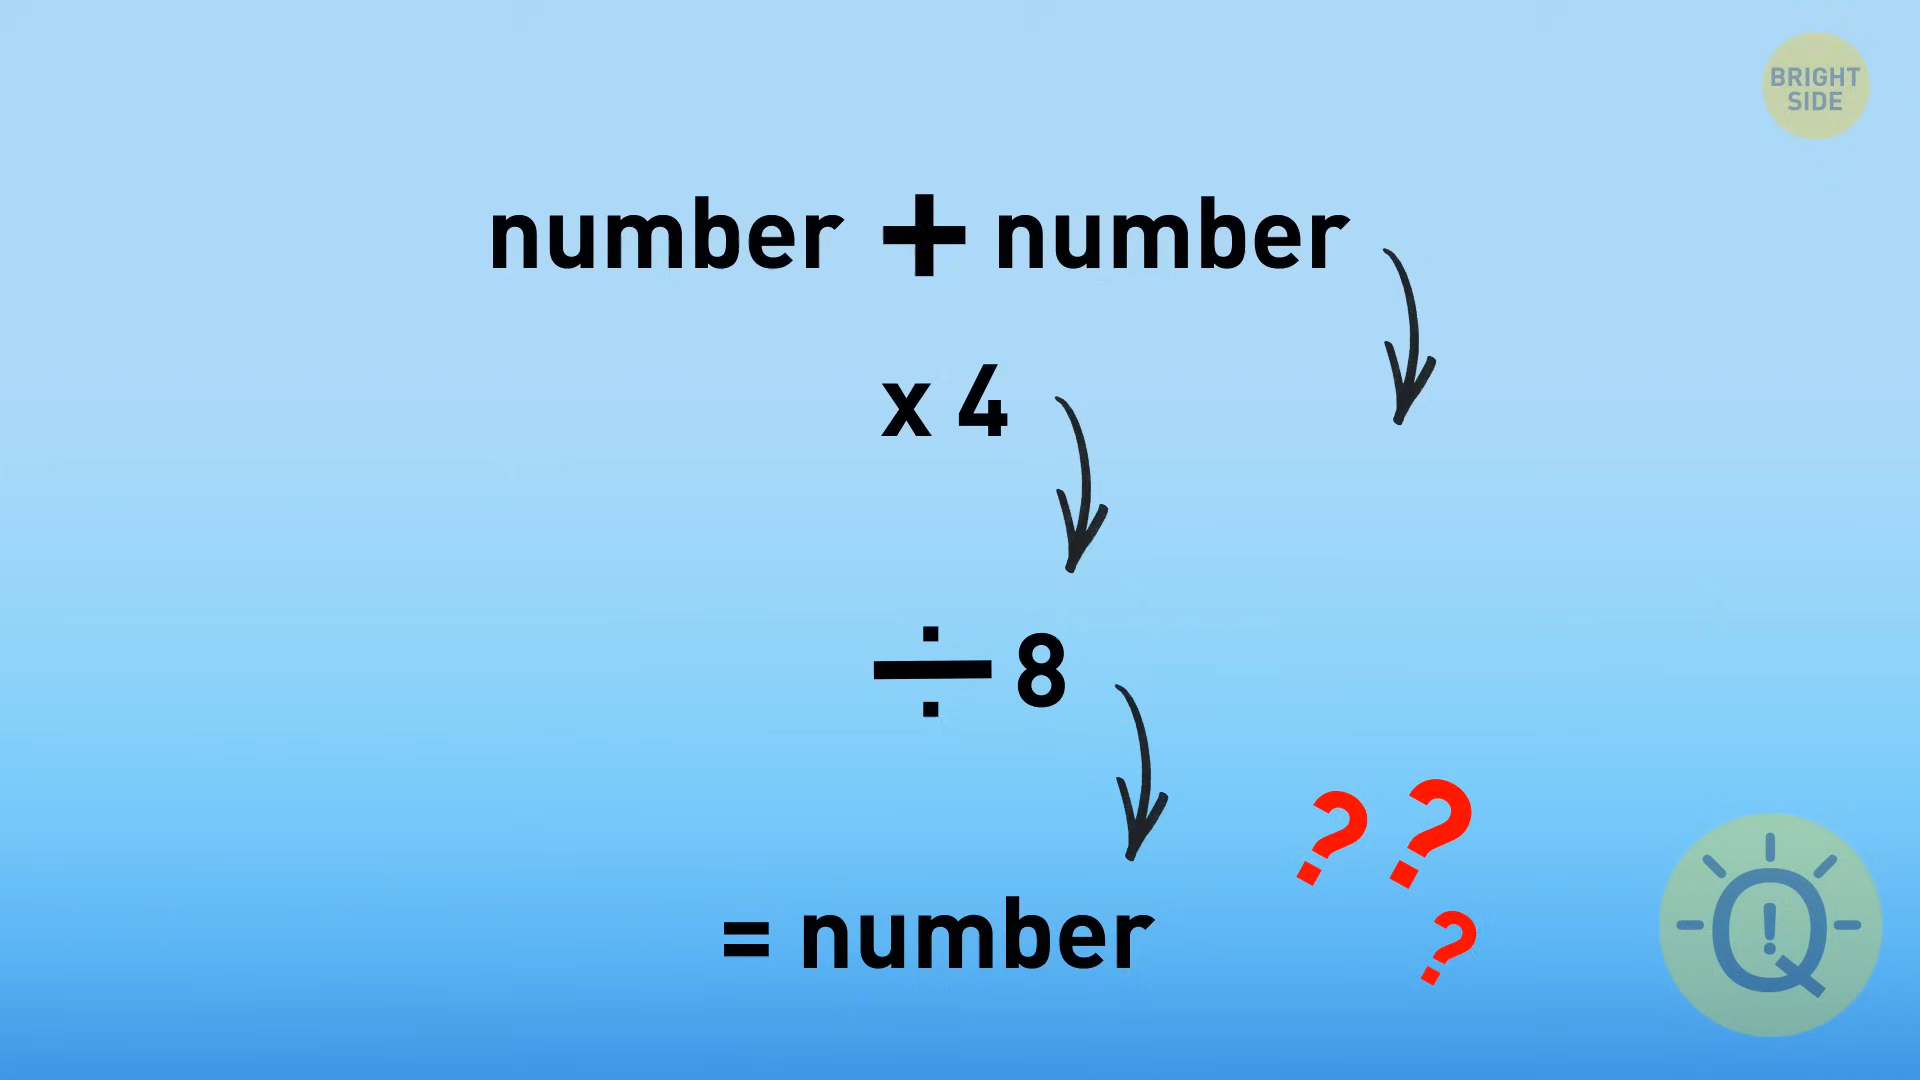 BRIGHT
SIDE
number + number
x 4
÷ 8
= number
? ?
?
Q!